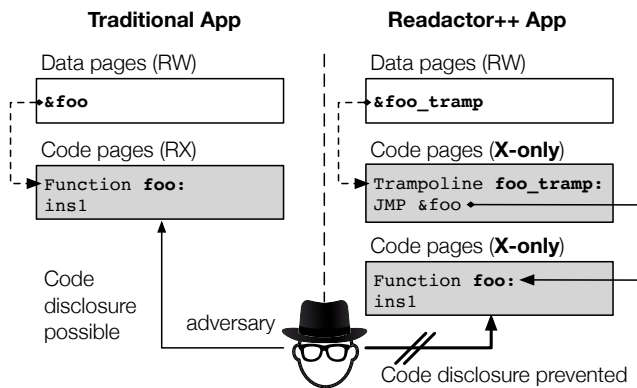 Traditional App
Data pages (RW)
&foo
Code pages (RX)
Function foo:
ins1
Code
disclosure
possible
adversary
Readactor++ App
Data pages (RW)
&foo_tramp
Code pages (X-only)
Trampoline foo_tramp:
JMP &foo
Code pages (X-only)
Function foo:
ins1
Code disclosure prevented